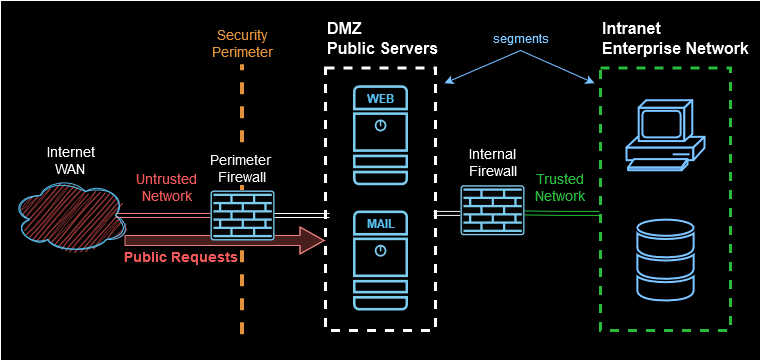 Security
Perimeter
DMZ
Public Servers
segments
Intranet
Enterprise Network
WEB
Internet
WAN
Untrusted
Network
Perimeter
Firewall
Internal
Firewall
Trusted
Network
MAIL
Public Requests